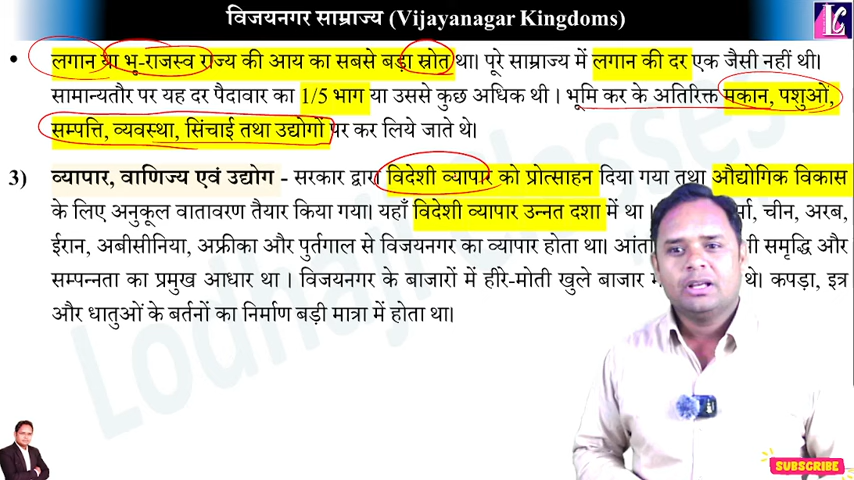 विजयनगर साम्राज्य (Vijayanagar Kingdoms)
LC
• लगान था भू-राजस्व राज्य की आय का सबसे बड़ा स्रोत था। पूरे साम्राज्य में लगान की दर एक जैसी नहीं थी।
सामान्यतौर पर यह दर पैदावार का 1/5 भाग या उससे कुछ अधिक थी । भूमि कर के अतिरिक्त मकान, पशुओं,
सम्पत्ति, व्यवस्था, सिंचाई तथा उद्योगों पर कर लिये जाते थे।
3) व्यापार, वाणिज्य एवं उद्योग - सरकार द्वारा विदेशी व्यापार को प्रोत्साहन दिया गया तथा औद्योगिक विकास
के लिए अनुकूल वातावरण तैयार किया गया। यहाँ विदेशी व्यापार उन्नत दशा में था। चीन, अरब,
ईरान, अबीसीनिया, अफ्रीका और पुर्तगाल से विजयनगर का व्यापार होता था। समृद्धि और
सम्पन्नता का प्रमुख आधार था । विजयनगर के बाजारों में हीरे-मोती खुले बाजार थे। कपड़ा, इत्र
और धातुओं के बर्तनों का निर्माण बड़ी मात्रा में होता था।
Lodhaji Classes
SUBSCRIBE